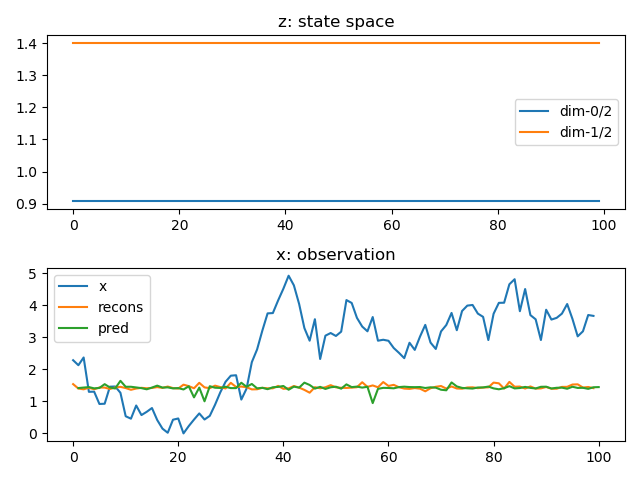 z: state space
1.4
1.3
1.2
1.1
1.0
0.9
dim-0/2
dim-1/2
0 20 40 60 80 100
x: observation
5
4
3
2
1
0
x
recons
pred
0 20 40 60 80 100